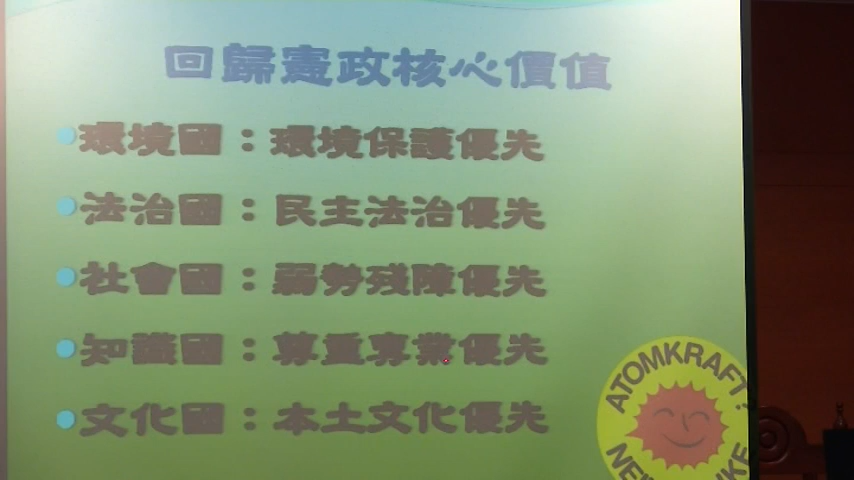 回歸憲政核心價值
環境國：環境保護優先
法治國：民主法治優先
社會國：弱勢殘障優先
知識國：尊重專業優先
文化國：本土文化優先
ATOMKRAFT?